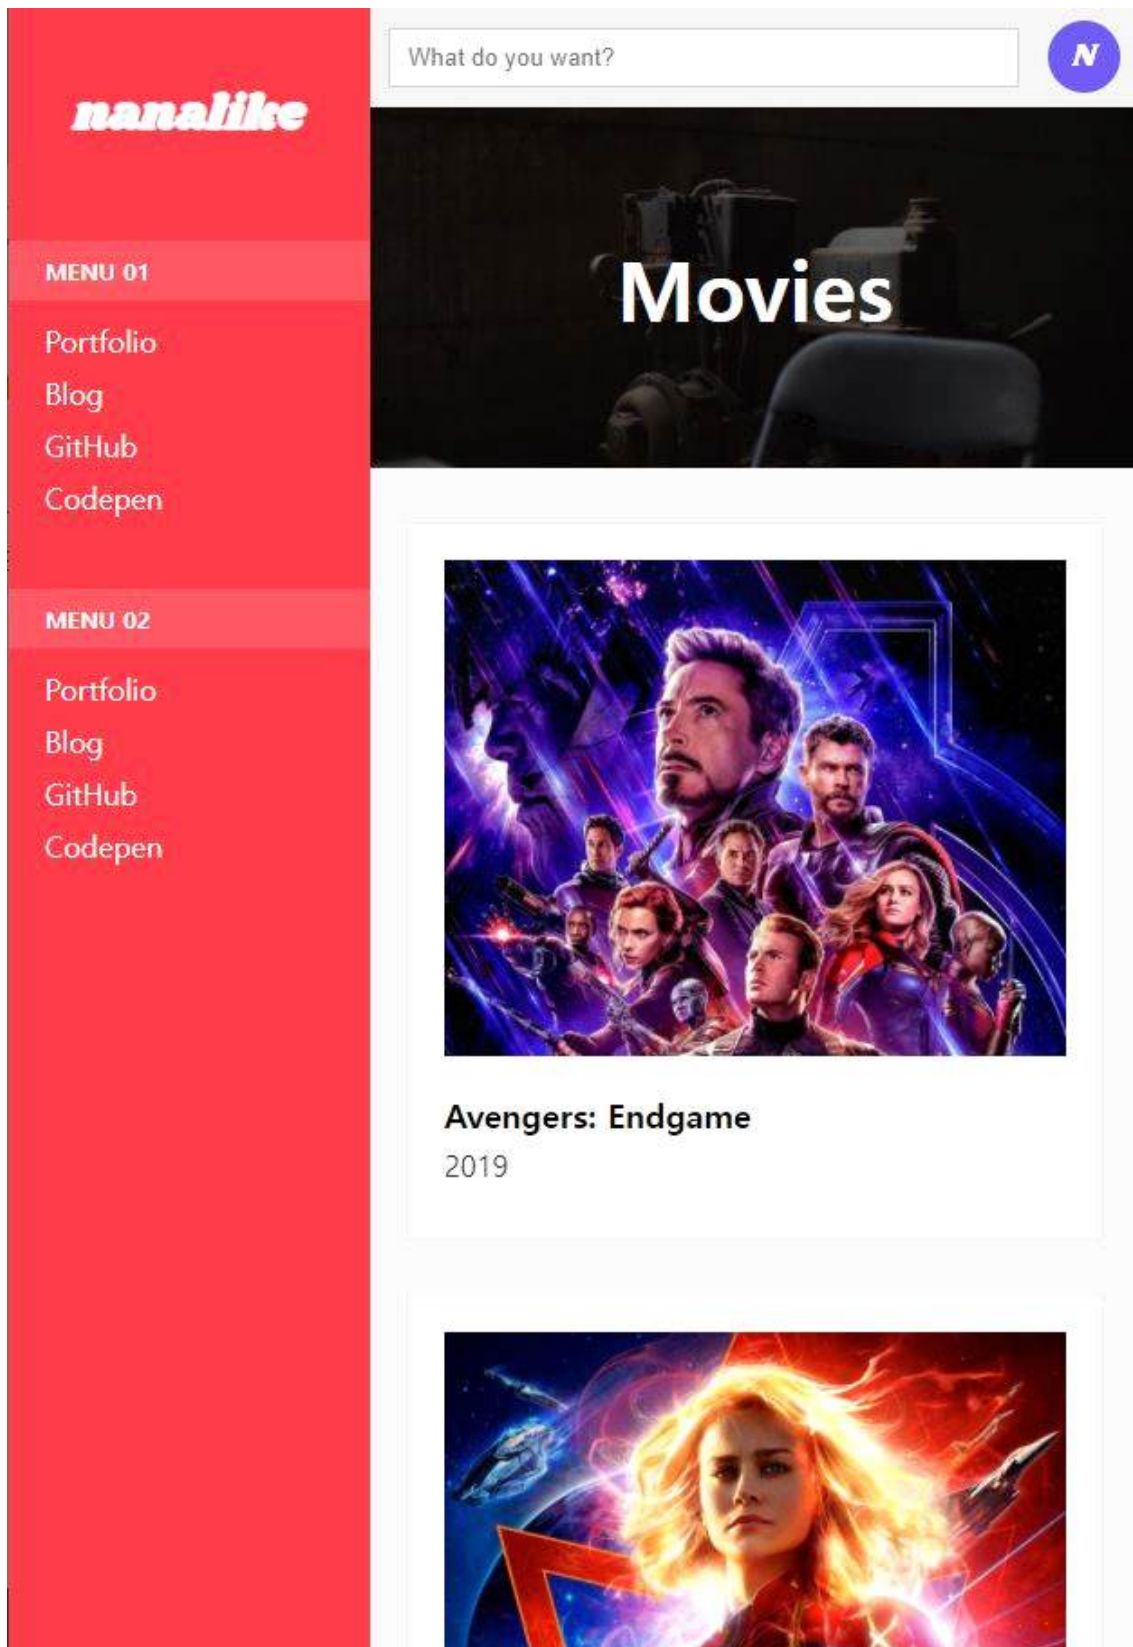 nanalike
MENU 01
Portfolio
Blog
GitHub
Codepen
MENU 02
Portfolio
Blog
GitHub
Codepen
What do you want?
N
Movies
Avengers: Endgame
2019